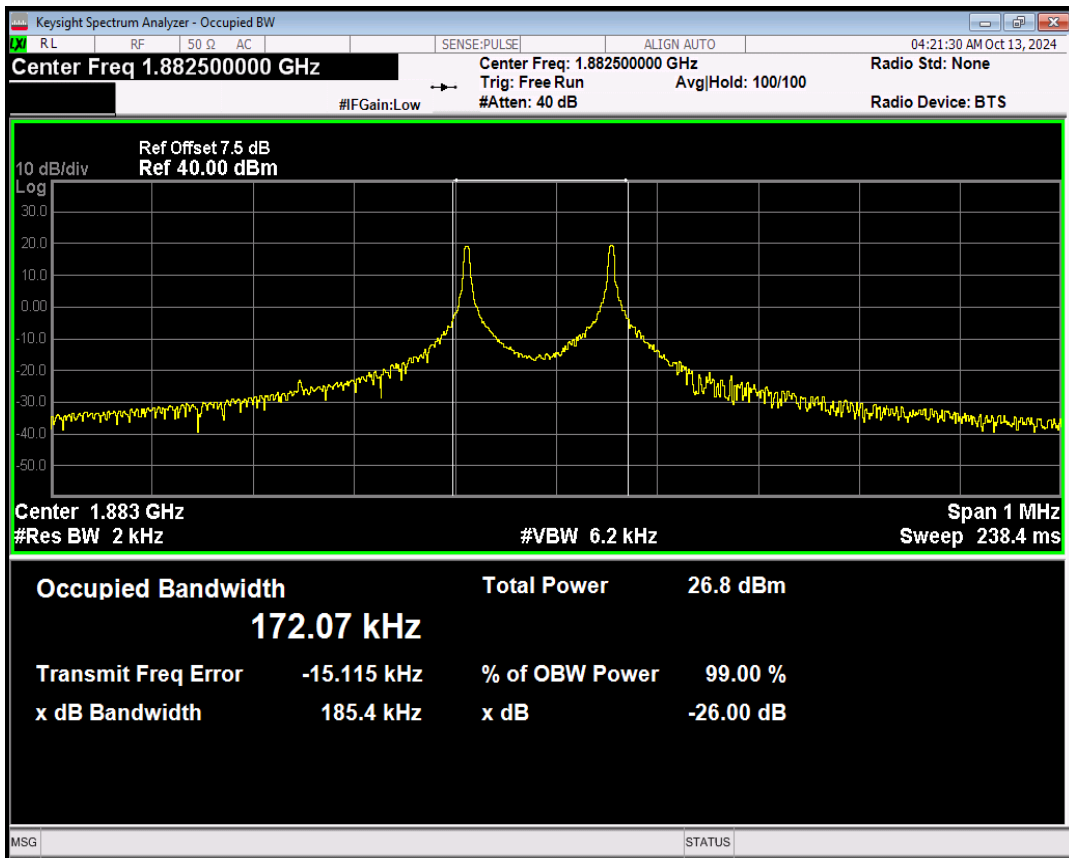 Keysight Spectrum Analyzer - Occupied BW
LXI RL RF 50 Ω AC SENSE:PULSE ALIGN AUTO 04:21:30 AM Oct 13, 2024
Center Freq 1.882500000 GHz Center Freq: 1.882500000 GHz Radio Std: None
Trig: Free Run Avg|Hold: 100/100
#IFGain:Low #Atten: 40 dB Radio Device: BTS
Ref Offset 7.5 dB
10 dB/div Ref 40.00 dBm
Log
30.0
20.0
10.0
0.00
-10.0
-20.0
-30.0
-40.0
-50.0
Center 1.883 GHz Span 1 MHz
#Res BW 2 kHz #VBW 6.2 kHz Sweep 238.4 ms
Occupied Bandwidth Total Power 26.8 dBm
172.07 kHz
Transmit Freq Error -15.115 kHz % of OBW Power 99.00 %
x dB Bandwidth 185.4 kHz x dB -26.00 dB
MSG STATUS